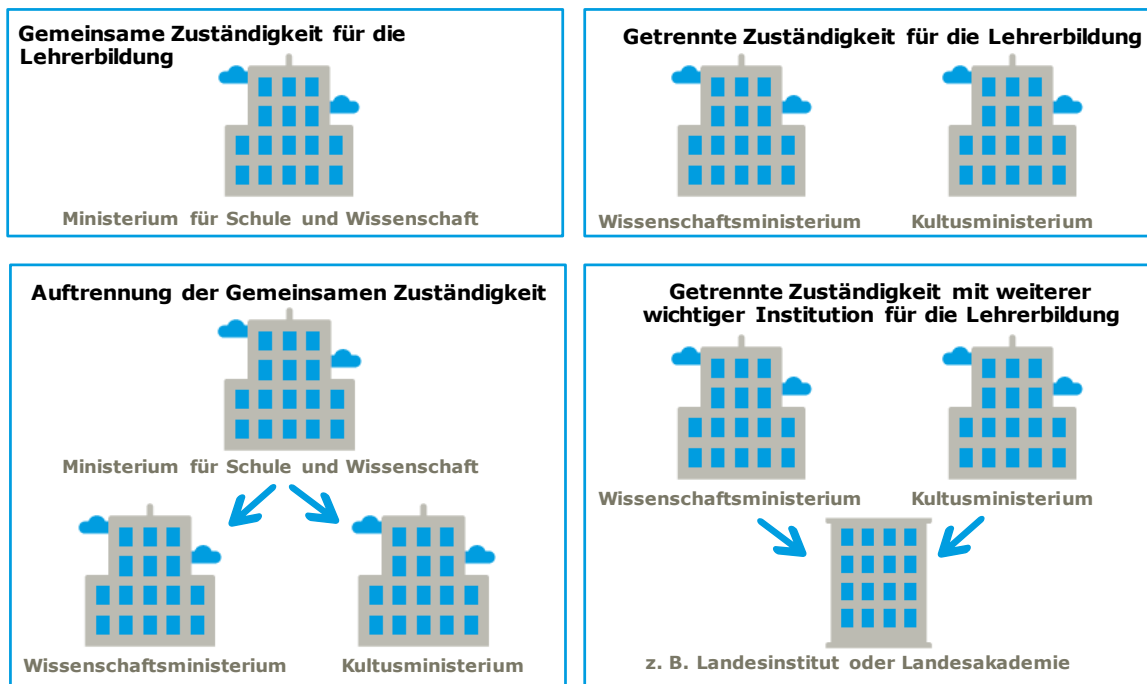 Gemeinsame Zuständigkeit für die
Lehrerbildung
Ministerium für Schule und Wissenschaft
Getrennte Zuständigkeit für die Lehrerbildung
Wissenschaftsministerium
Kultusministerium
Auftrennung der Gemeinsamen Zuständigkeit
Ministerium für Schule und Wissenschaft
Wissenschaftsministerium
Kultusministerium
Getrennte Zuständigkeit mit weiterer
wichtiger Institution für die Lehrerbildung
Wissenschaftsministerium
Kultusministerium
z. B. Landesinstitut oder Landesakademie